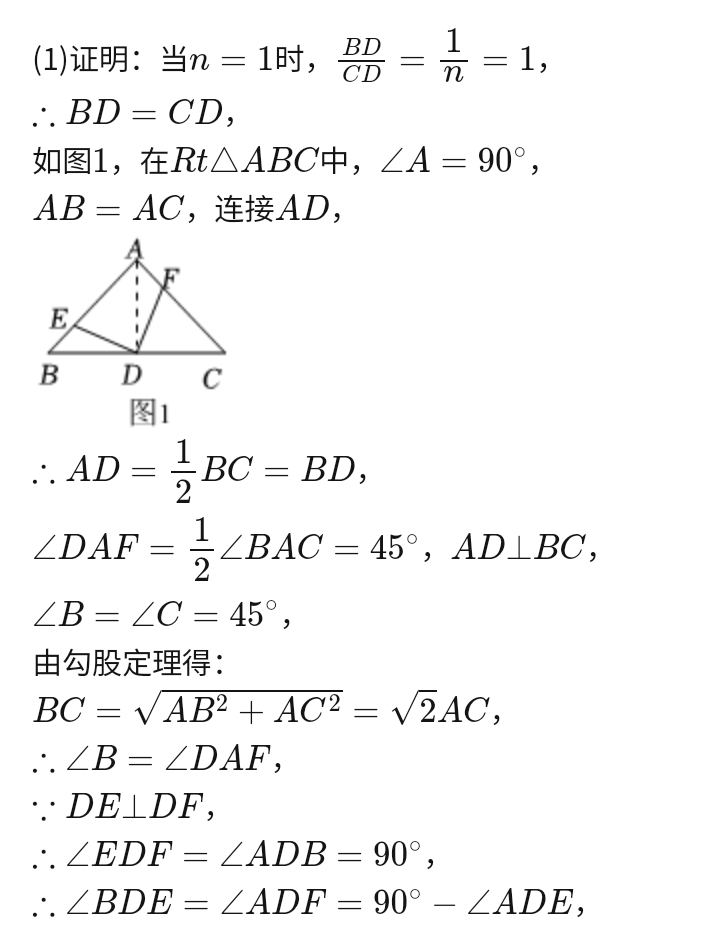 (1)证明：当n = 1时，BD/CD = 1/n = 1，
∴ BD = CD，
如图1，在Rt△ABC中，∠A = 90°，
AB = AC，连接AD，
A
F
E
B D C
图1
∴ AD = 1/2 BC = BD，
∠DAF = 1/2 ∠BAC = 45°，AD⊥BC，
∠B = ∠C = 45°，
由勾股定理得：
BC = √(AB² + AC²) = √2AC，
∴ ∠B = ∠DAF，
∵ DE⊥DF，
∴ ∠EDF = ∠ADB = 90°，
∴ ∠BDE = ∠ADF = 90° − ∠ADE，